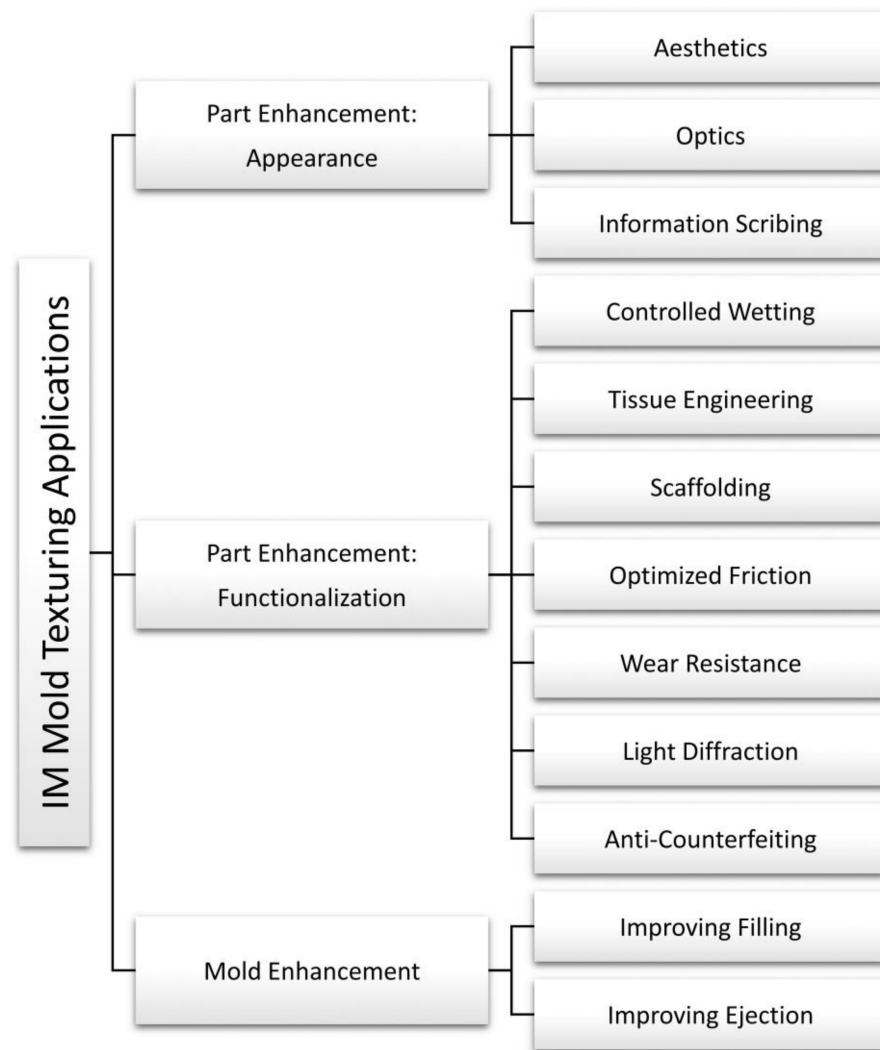 IM Mold Texturing Applications
Part Enhancement:
Appearance
Aesthetics
Optics
Information Scribing
Part Enhancement:
Functionalization
Controlled Wetting
Tissue Engineering
Scaffolding
Optimized Friction
Wear Resistance
Light Diffraction
Anti-Counterfeiting
Mold Enhancement
Improving Filling
Improving Ejection